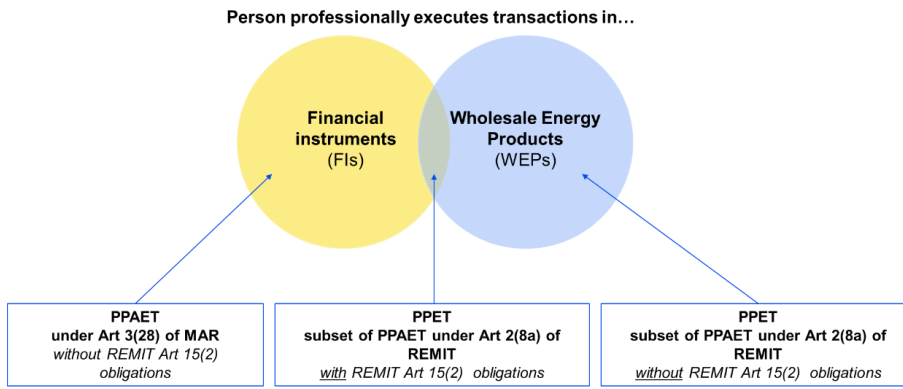 Person professionally executes transactions in…
Financial
instruments
(FIs)
Wholesale Energy
Products
(WEPs)
PPAET
under Art 3(28) of MAR
without REMIT Art 15(2)
obligations
PPET
subset of PPAET under Art 2(8a) of
REMIT
with REMIT Art 15(2) obligations
PPET
subset of PPAET under Art 2(8a) of
REMIT
without REMIT Art 15(2) obligations